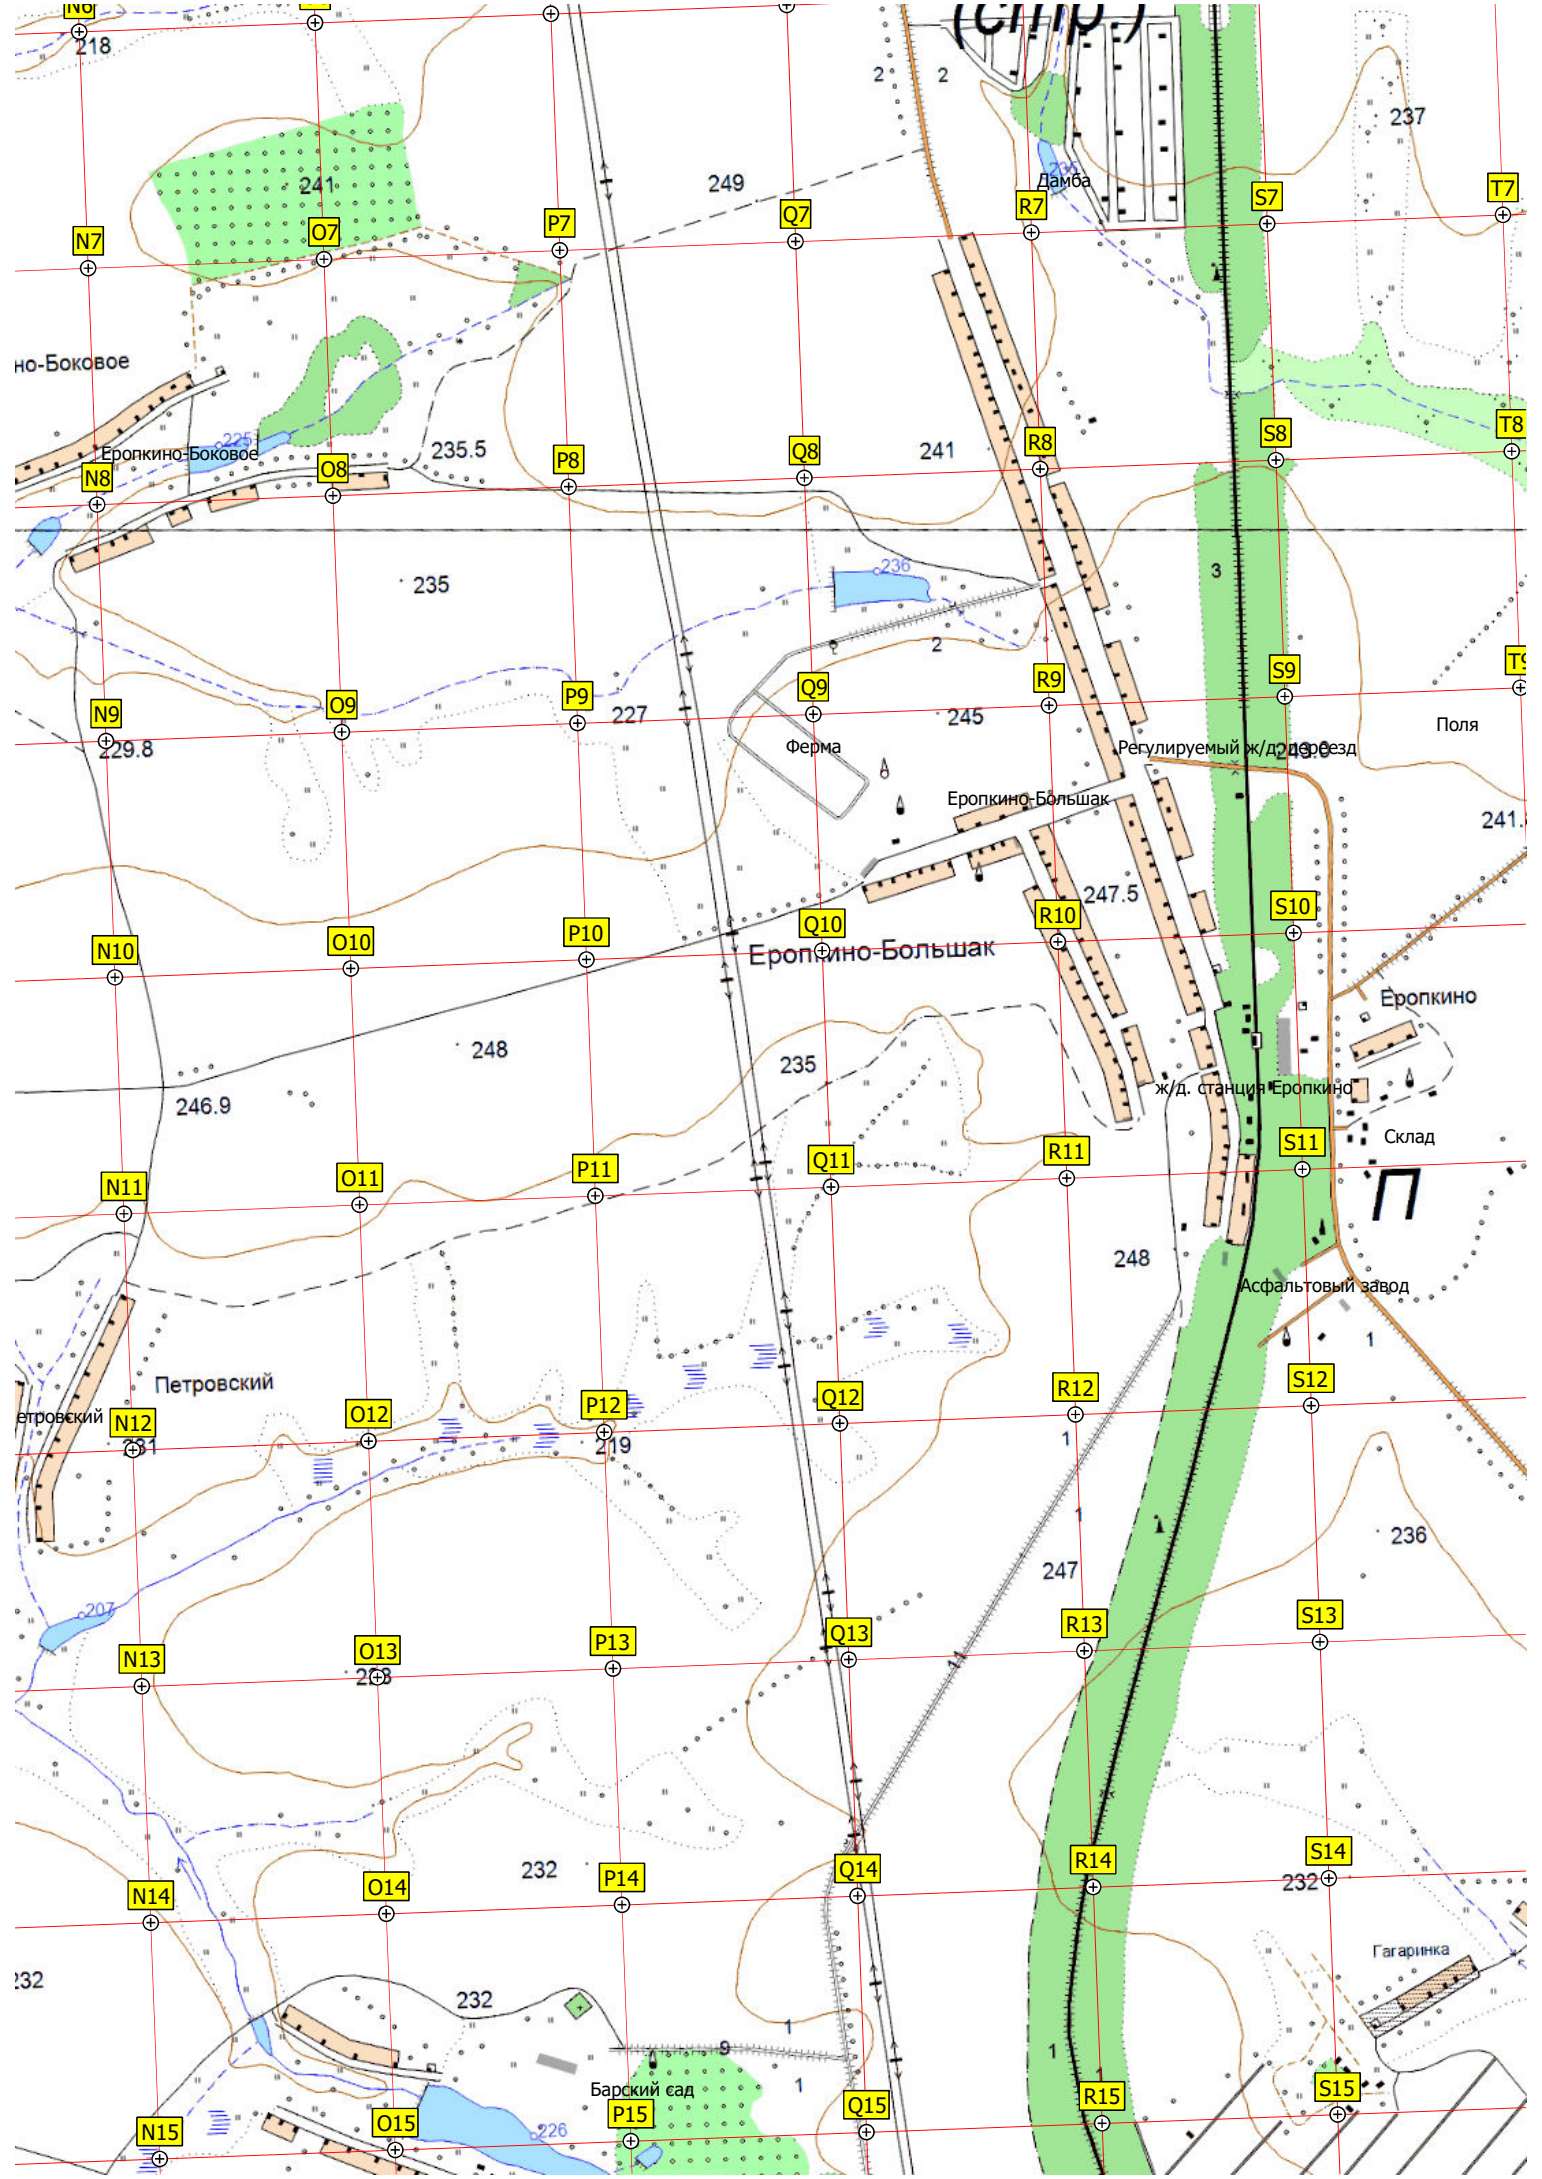 N6
(стр.)
218
2
2
237
241
249
235
Дамба
N7
O7
P7
Q7
R7
S7
T7
но-Боковое
225
Еропкино-Боковое
235.5
241
N8
O8
P8
Q8
R8
S8
T8
235
236
3
2
N9
O9
P9
Q9
R9
S9
229.8
227
245
Поля
Ферма
Регулируемый ж/д. переезд
Еропкино-Большак
241.
247.5
N10
O10
P10
Q10
R10
S10
Еропкино-Большак
Еропкино
248
235
246.9
ж/д. станция Еропкино
Склад
N11
O11
P11
Q11
R11
S11
П
248
Асфальтовый завод
1
Петровский
етровский
N12
O12
P12
Q12
R12
S12
231
219
1
1
236
247
207
N13
O13
P13
Q13
R13
S13
11
232
232
N14
O14
P14
Q14
R14
S14
Гагаринка
232
232
1
9
1
1
1
Барский сад
226
N15
O15
P15
Q15
R15
S15